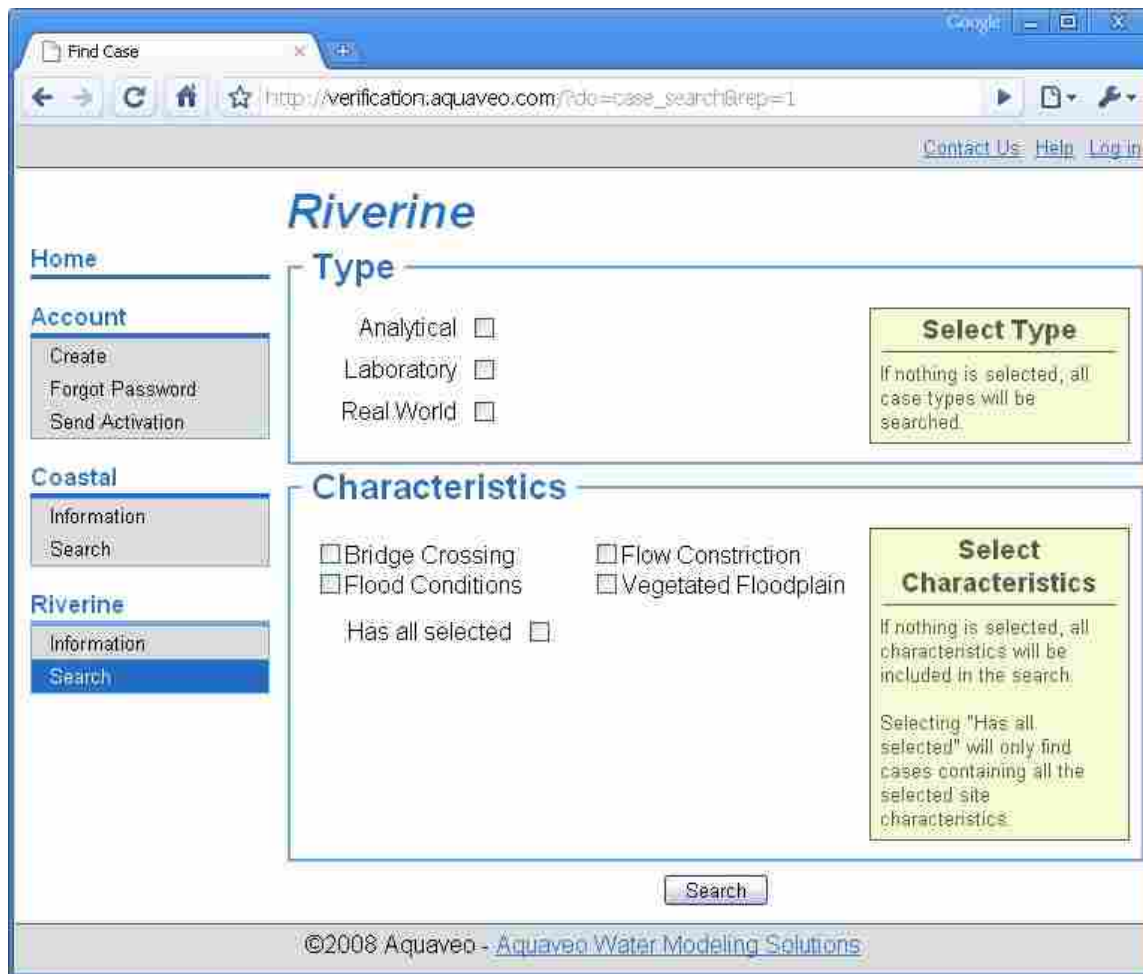 Google
Find Case
http://verification.aquaveo.com/?do=case_search&rep=1
Contact Us Help Log in
Riverine
Home
Account
Create
Forgot Password
Send Activation
Coastal
Information
Search
Riverine
Information
Search
Type
Analytical
Laboratory
Real World
Select Type
If nothing is selected, all
case types will be
searched.
Characteristics
Bridge Crossing
Flow Constriction
Flood Conditions
Vegetated Floodplain
Has all selected
Select
Characteristics
If nothing is selected, all
characteristics will be
included in the search.
Selecting "Has all
selected" will only find
cases containing all the
selected site
characteristics.
Search
©2008 Aquaveo - Aquaveo Water Modeling Solutions